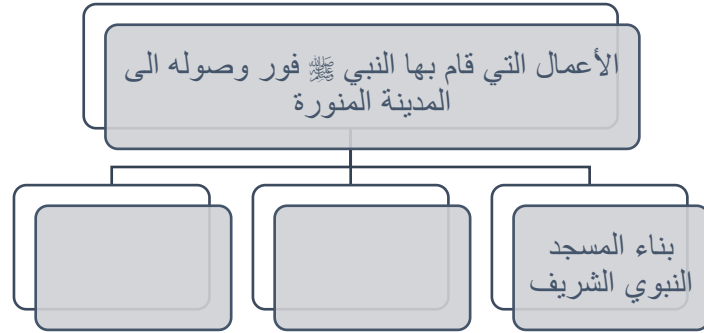 الأعمال التي قام بها النبي ﷺ فور وصوله الى
المدينة المنورة
بناء المسجد
النبوي الشريف